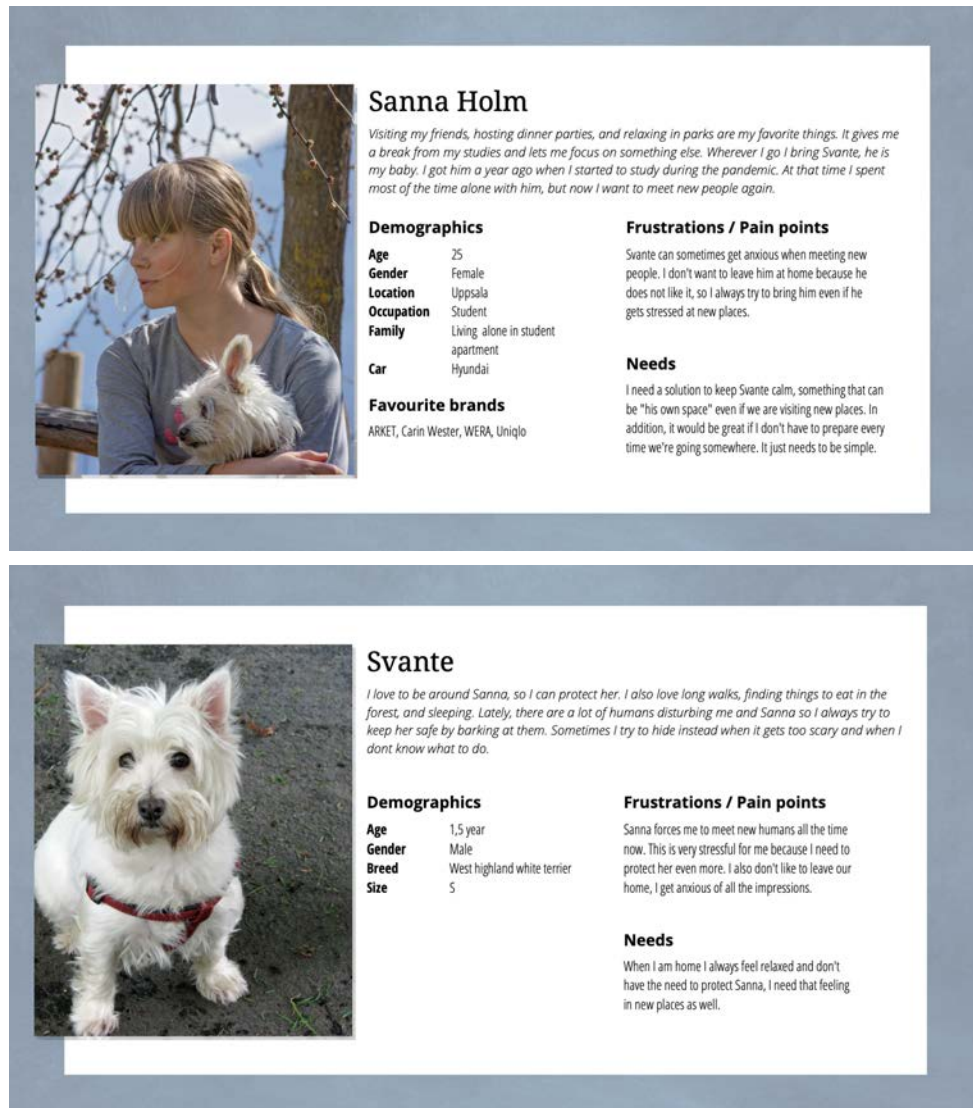 Sanna Holm
Visiting my friends, hosting dinner parties, and relaxing in parks are my favorite things. It gives me
a break from my studies and lets me focus on something else. Wherever I go I bring Svante, he is
my baby. I got him a year ago when I started to study during the pandemic. At that time I spent
most of the time alone with him, but now I want to meet new people again.
Demographics
Age 25
Gender Female
Location Uppsala
Occupation Student
Family Living alone in student
apartment
Car Hyundai
Favourite brands
ARKET, Carin Wester, WERA, Uniqlo
Frustrations / Pain points
Svante can sometimes get anxious when meeting new
people. I don't want to leave him at home because he
does not like it, so I always try to bring him even if he
gets stressed at new places.
Needs
I need a solution to keep Svante calm, something that can
be "his own space" even if we are visiting new places. In
addition, it would be great if I don't have to prepare every
time we're going somewhere. It just needs to be simple.
Svante
I love to be around Sanna, so I can protect her. I also love long walks, finding things to eat in the
forest, and sleeping. Lately, there are a lot of humans disturbing me and Sanna so I always try to
keep her safe by barking at them. Sometimes I try to hide instead when it gets too scary and when I
dont know what to do.
Demographics
Age 1,5 year
Gender Male
Breed West highland white terrier
Size S
Frustrations / Pain points
Sanna forces me to meet new humans all the time
now. This is very stressful for me because I need to
protect her even more. I also don't like to leave our
home, I get anxious of all the impressions.
Needs
When I am home I always feel relaxed and don't
have the need to protect Sanna, I need that feeling
in new places as well.